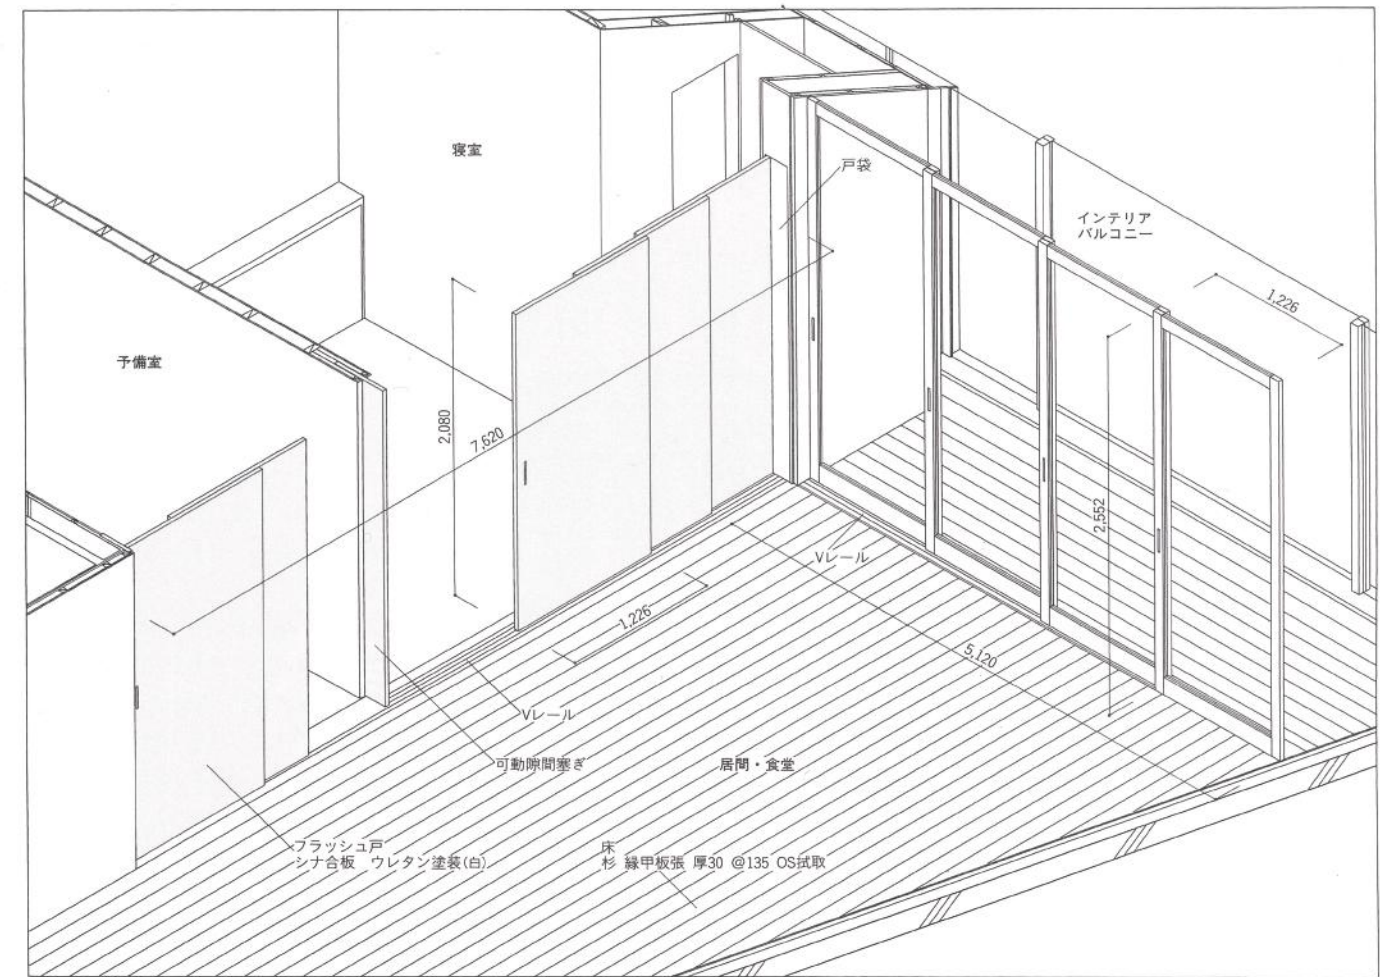 寝室
戸袋
インテリア
バルコニー
1,226
予備室
2,080
7,620
2,552
Vレール
1,226
5,120
Vレール
可動隙間塞ぎ
居間・食堂
フラッシュ戸
シナ合板 ウレタン塗装(白)
床
杉 縁甲板張 厚30 @135 OS拭取